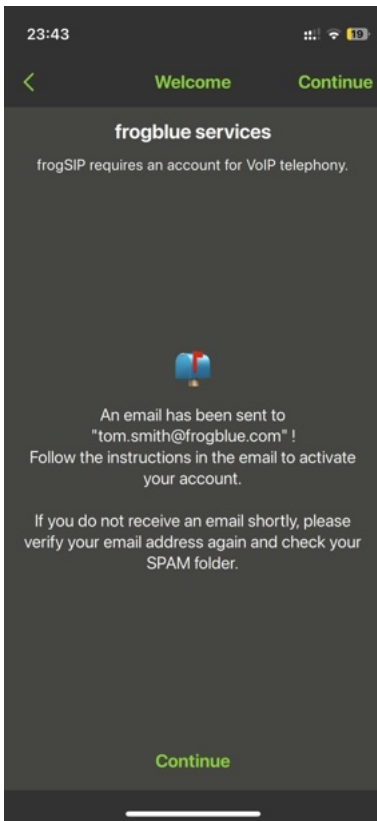 23:43
19
Welcome
Continue
frogblue services
frogSIP requires an account for VoIP telephony.
An email has been sent to
"tom.smith@frogblue.com" !
Follow the instructions in the email to activate
your account.
If you do not receive an email shortly, please
verify your email address again and check your
SPAM folder.
Continue